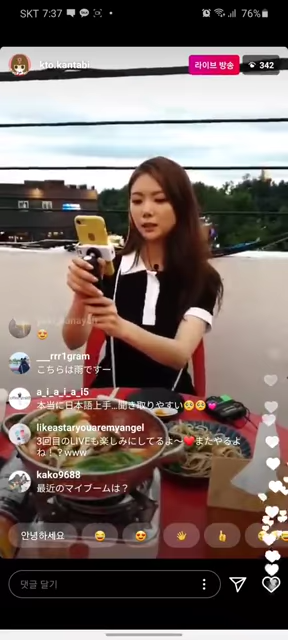 SKT 7:37
76%
kto.kantabi
라이브 방송
342
___rrr1gram
こちらは雨ですー
a_i_a_i_a_i5
本当に日本語上手…聞き取りやすい🥺🥺💗
likeastaryouaremyangel
3回目のLIVEも楽しみにしてるよ〜❤️またやるよ
ね！？www
kako9688
最近のマイブームは？
안녕하세요
댓글 달기